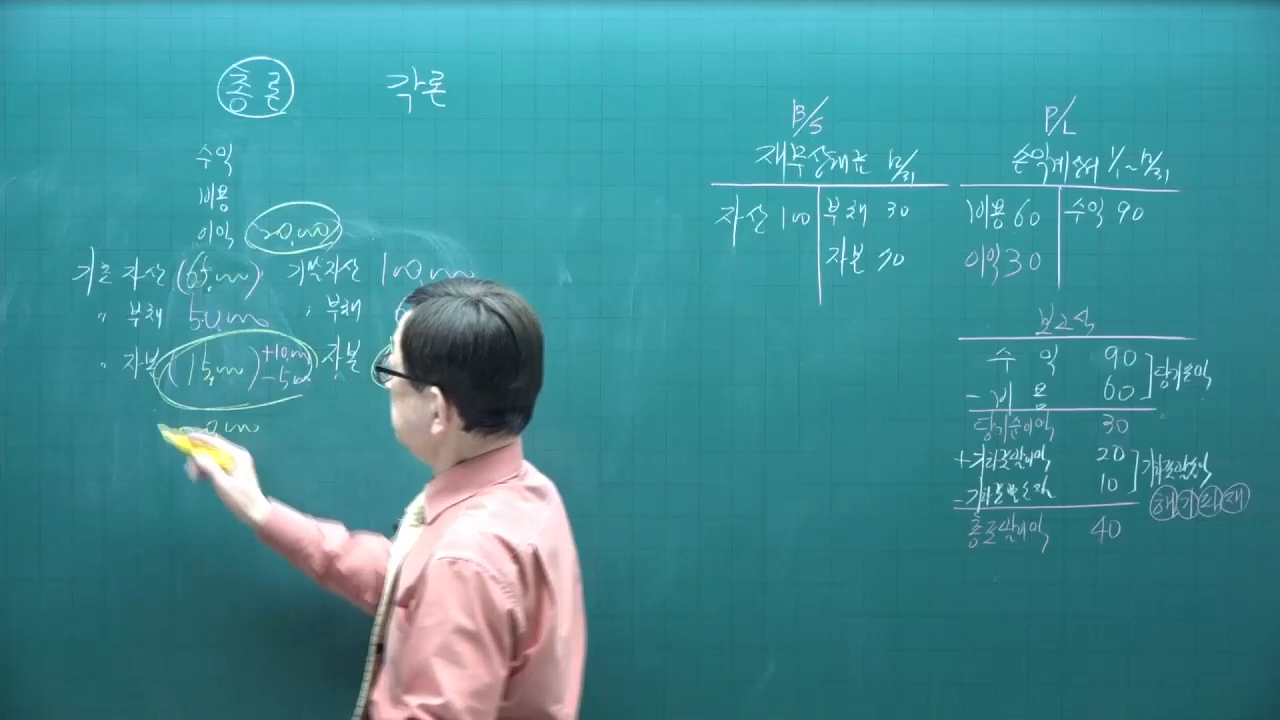 총론 각론
수익
비용
이익 20,000
기초 자산 (65,000) 기말자산 100,000
〃 부채 50,000 〃 부채
〃 자본 (15,000) +10,000 -5,000 자본
B/S
재무상태표 12/31
자산 100 부채 30
자본 70
P/L
손익계산서 1/1~12/31
비용 60 수익 90
이익 30
보고식
수 익 90
- 비 용 60
당기순이익 30
+기타포괄이익 20
-기타포괄손실 10
총포괄이익 40
당기손익
기타포괄손익
해 기 파 재